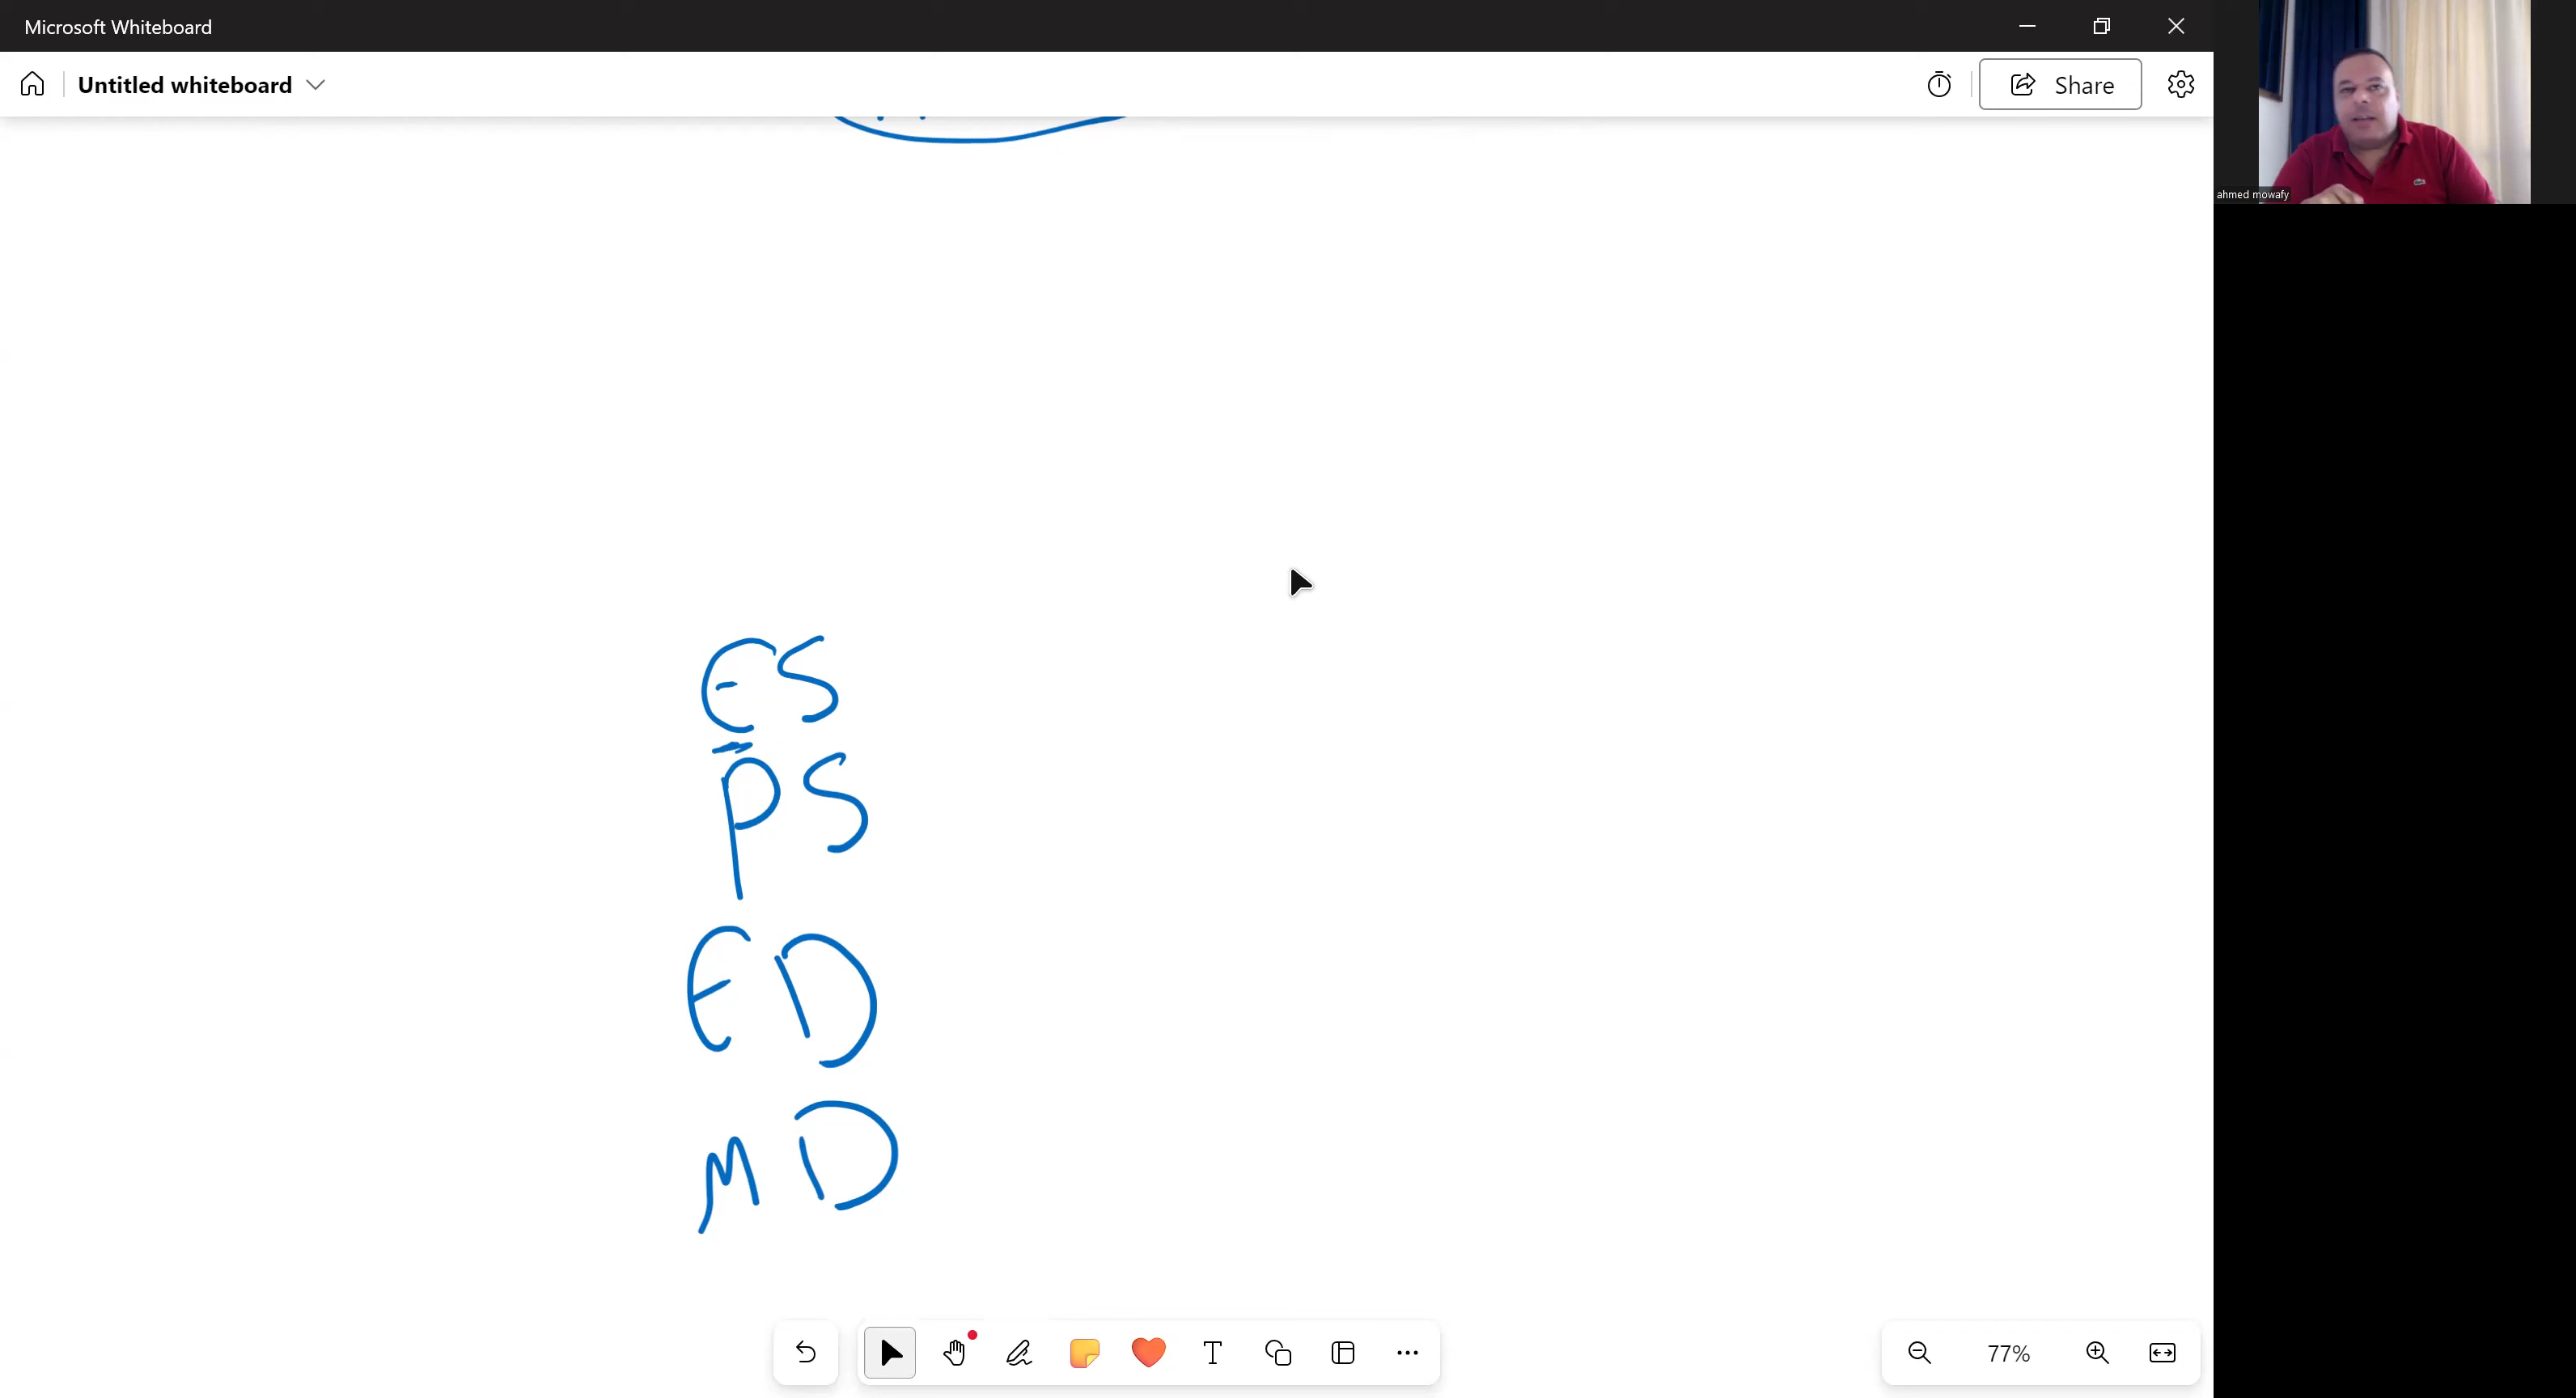 Microsoft Whiteboard
Untitled whiteboard
Share
ahmed mowafy
ES
PS
ED
MD
77%